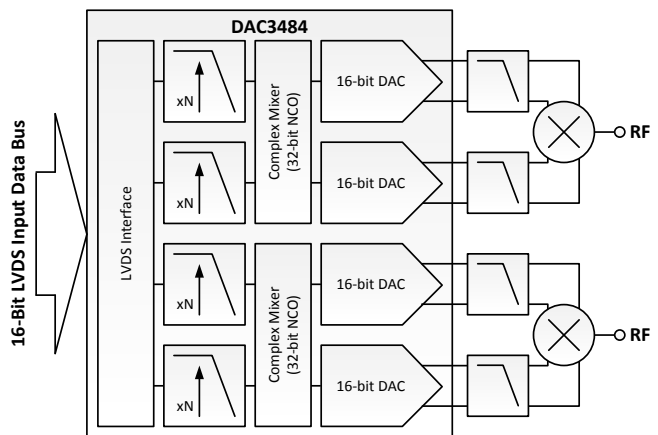 DAC3484
16-Bit LVDS Input Data Bus
LVDS Interface
xN
xN
xN
xN
Complex Mixer
(32-bit NCO)
Complex Mixer
(32-bit NCO)
16-bit DAC
16-bit DAC
16-bit DAC
16-bit DAC
RF
RF